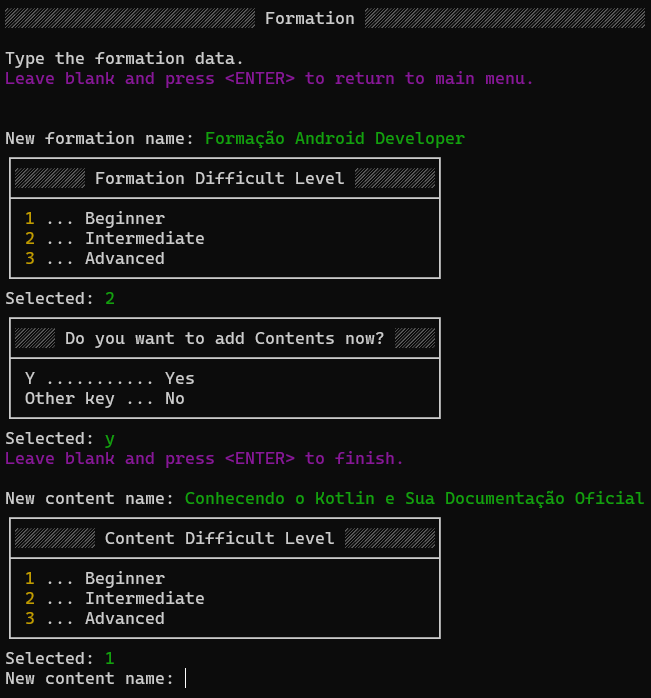 Formation
Type the formation data.
Leave blank and press <ENTER> to return to main menu.
New formation name: Formação Android Developer
Formation Difficult Level
1 ... Beginner
2 ... Intermediate
3 ... Advanced
Selected: 2
Do you want to add Contents now?
Y ........... Yes
Other key ... No
Selected: y
Leave blank and press <ENTER> to finish.
New content name: Conhecendo o Kotlin e Sua Documentação Oficial
Content Difficult Level
1 ... Beginner
2 ... Intermediate
3 ... Advanced
Selected: 1
New content name: